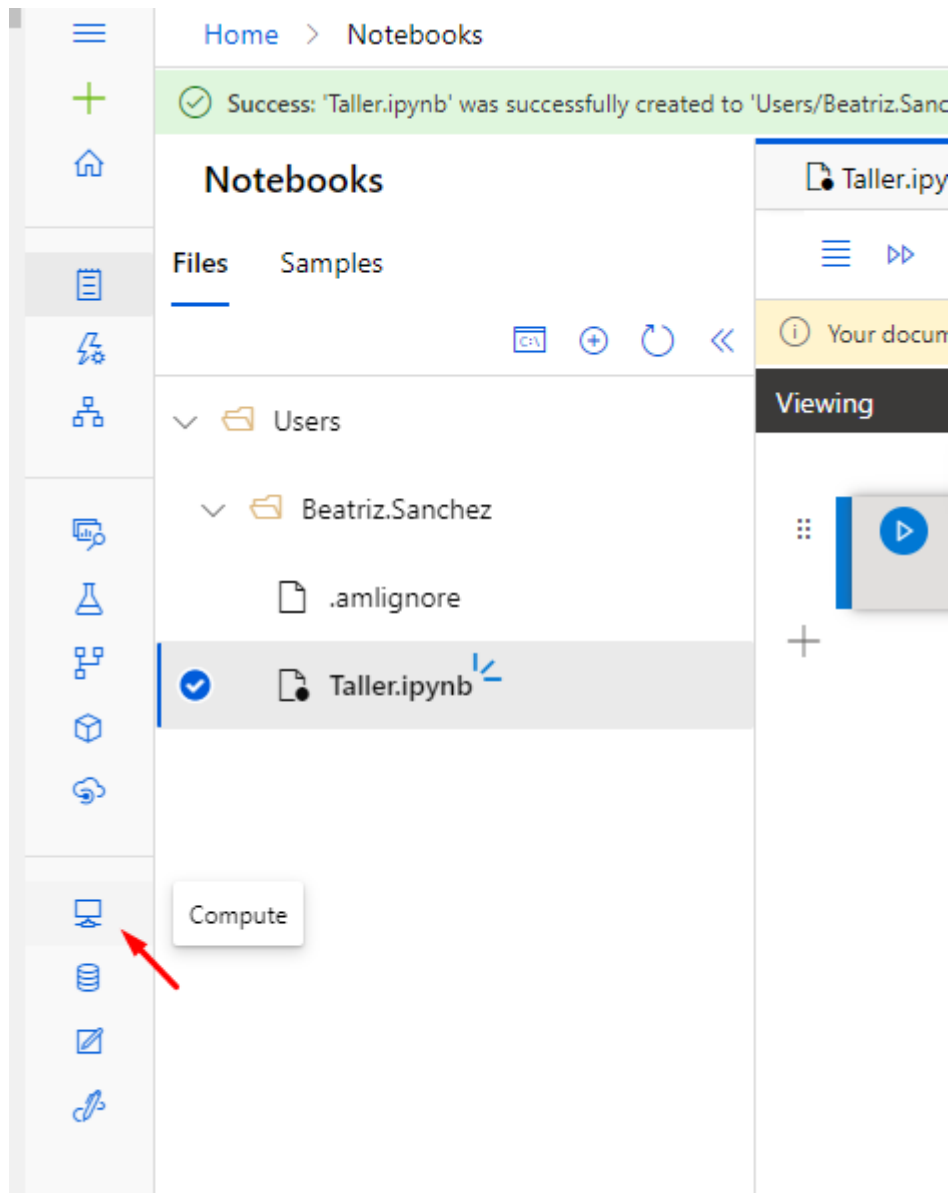 Home > Notebooks
Success: 'Taller.ipynb' was successfully created to 'Users/Beatriz.Sanc
Notebooks
Taller.ipy
Files Samples
C:\
Your docum
Viewing
Users
Beatriz.Sanchez
.amlignore
Taller.ipynb
Compute